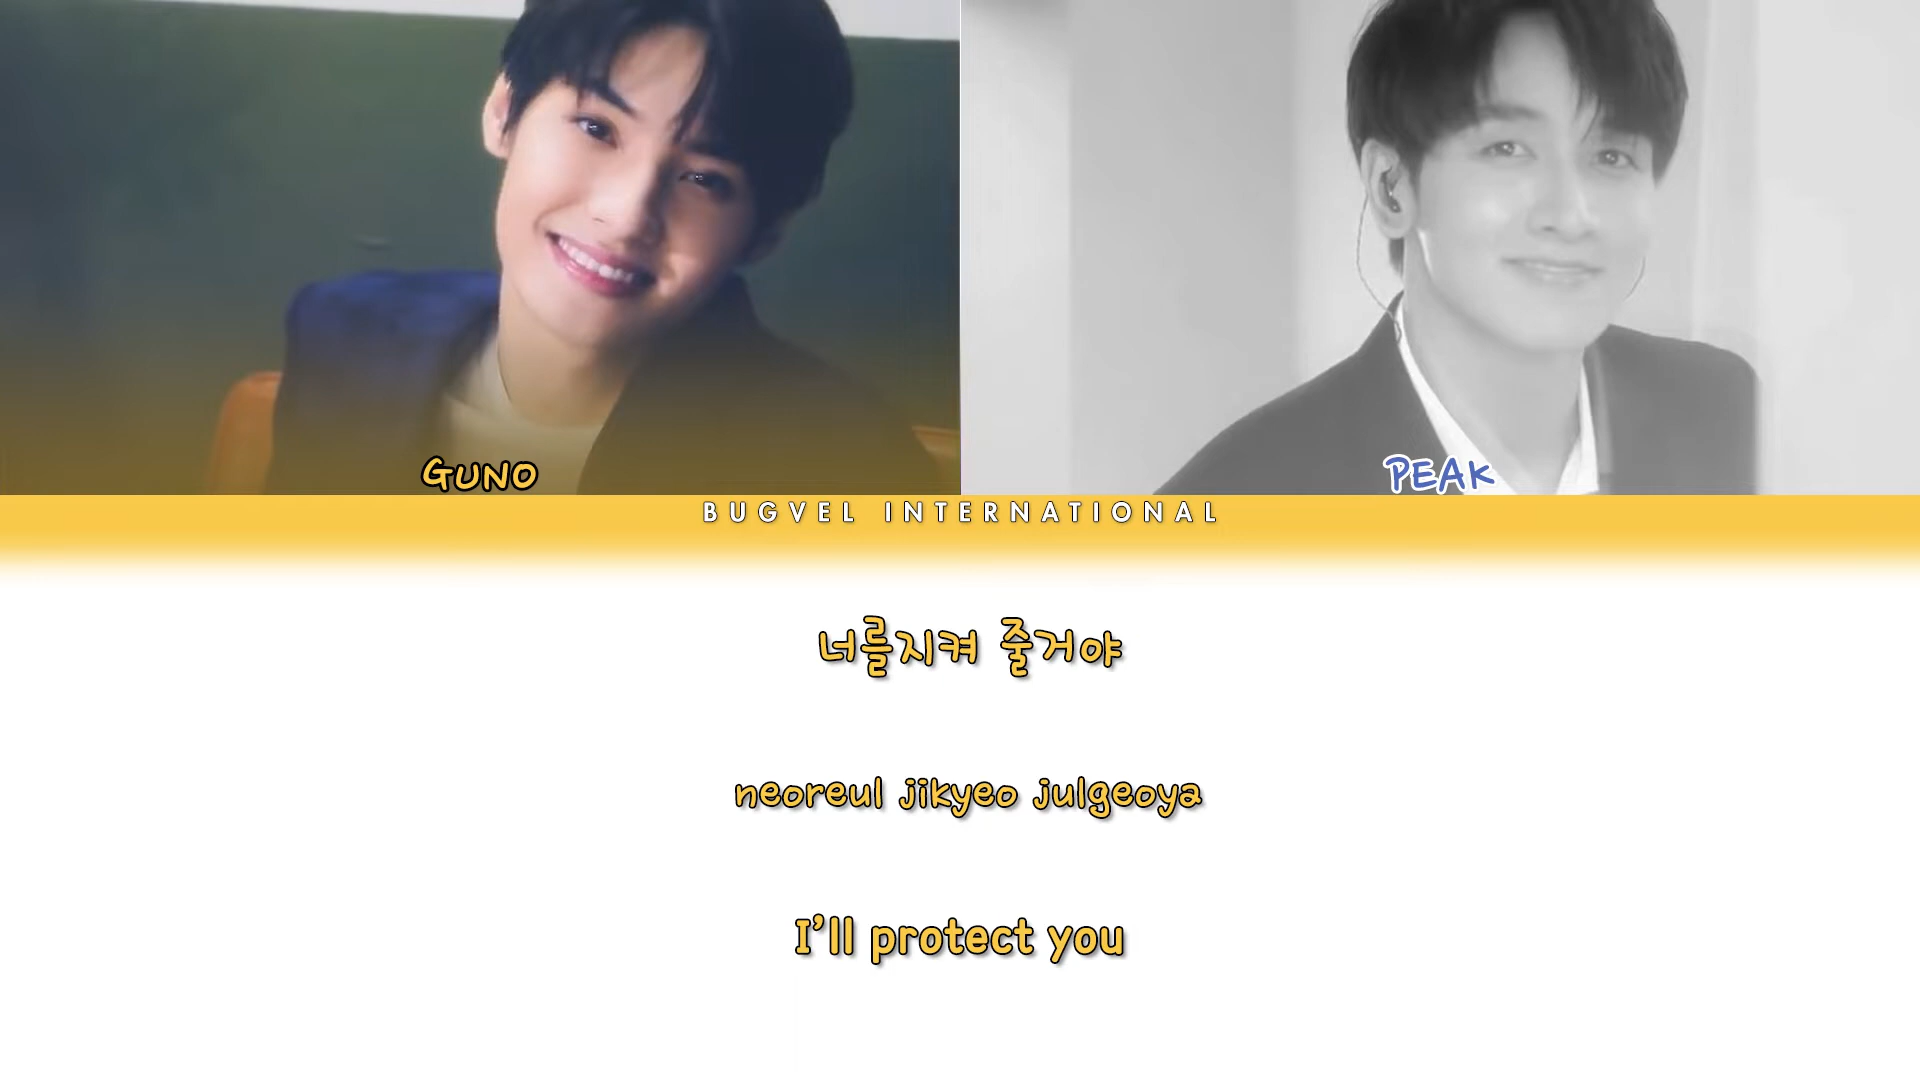 GUNO
PEAK
BUGVEL INTERNATIONAL
너를지켜 줄거야
neoreul jikyeo julgeoya
I'll protect you